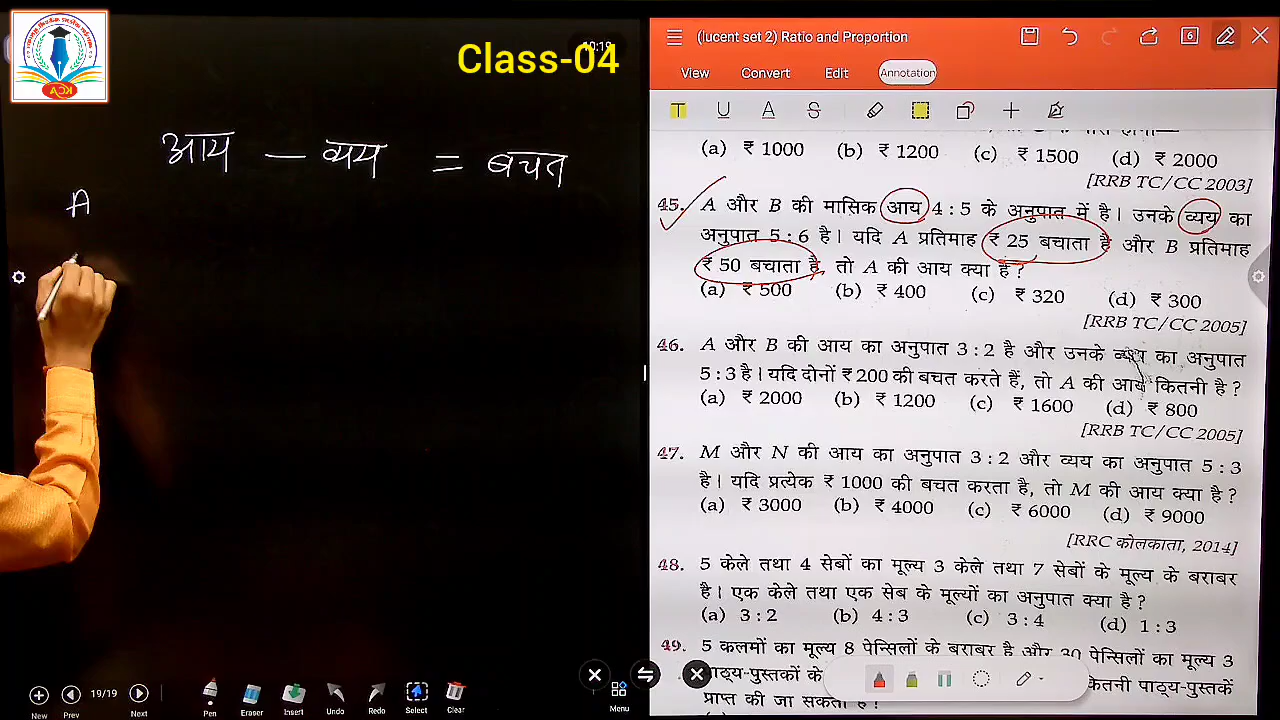 Class-04
आय - व्यय = बचत
A
19/19
New
Prev
Next
Pen
Eraser
Insert
Undo
Redo
Select
Clear
Menu
(lucent set 2) Ratio and Proportion
View Convert Edit Annotation
(a) ₹ 1000 (b) ₹ 1200 (c) ₹ 1500 (d) ₹ 2000
[RRB TC/CC 2003]
45. A और B की मासिक आय 4 : 5 के अनुपात में है। उनके व्यय का
अनुपात 5 : 6 है। यदि A प्रतिमाह ₹ 25 बचाता है और B प्रतिमाह
₹ 50 बचाता है, तो A की आय क्या है ?
(a) ₹ 500 (b) ₹ 400 (c) ₹ 320 (d) ₹ 300
[RRB TC/CC 2005]
46. A और B की आय का अनुपात 3 : 2 है और उनके व्यय का अनुपात
5 : 3 है। यदि दोनों ₹ 200 की बचत करते हैं, तो A की आय कितनी है ?
(a) ₹ 2000 (b) ₹ 1200 (c) ₹ 1600 (d) ₹ 800
[RRB TC/CC 2005]
47. M और N की आय का अनुपात 3 : 2 और व्यय का अनुपात 5 : 3
है। यदि प्रत्येक ₹ 1000 की बचत करता है, तो M की आय क्या है ?
(a) ₹ 3000 (b) ₹ 4000 (c) ₹ 6000 (d) ₹ 9000
[RRC कोलकाता, 2014]
48. 5 केले तथा 4 सेबों का मूल्य 3 केले तथा 7 सेबों के मूल्य के बराबर
है। एक केले तथा एक सेब के मूल्यों का अनुपात क्या है ?
(a) 3 : 2 (b) 4 : 3 (c) 3 : 4 (d) 1 : 3
49. 5 कलमों का मूल्य 8 पेन्सिलों के बराबर है और 30 पेन्सिलों का मूल्य 3
पाठ्य-पुस्तकों के कितनी पाठ्य-पुस्तकें
प्राप्त की जा सकता है ?